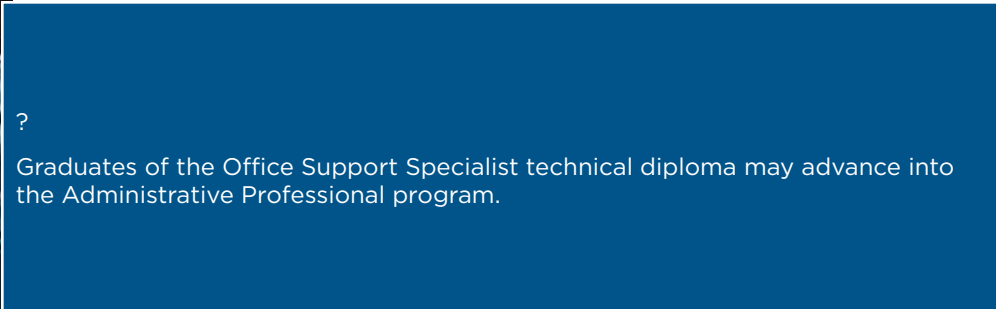 ?
Graduates of the Office Support Specialist technical diploma may advance into
the Administrative Professional program.